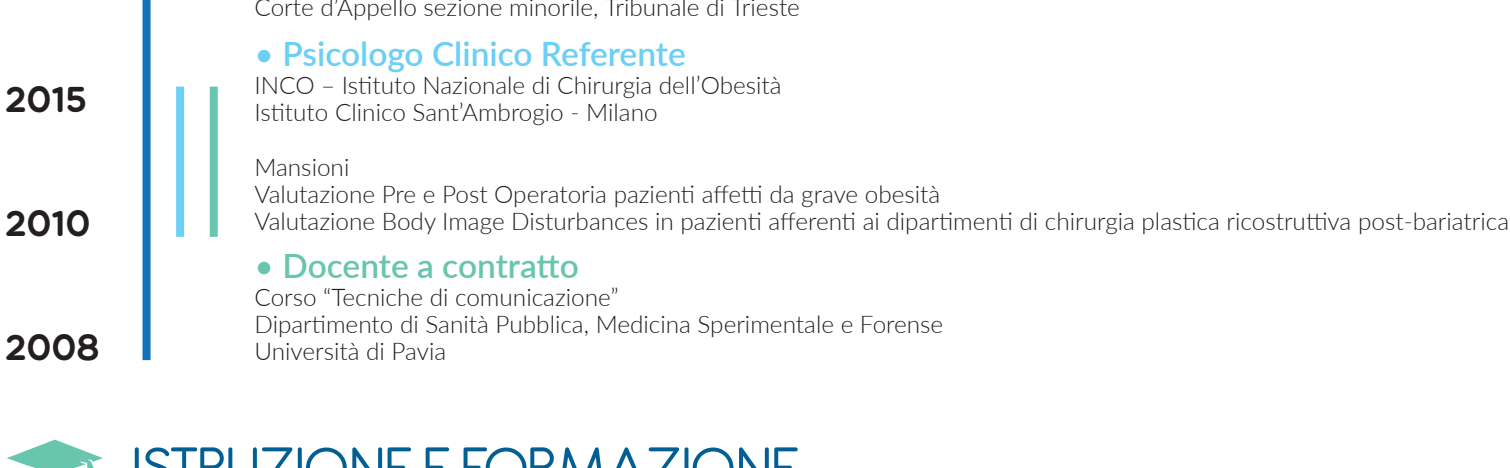 Corte d'Appello sezione minorile, Tribunale di Trieste
• Psicologo Clinico Referente
INCO – Istituto Nazionale di Chirurgia dell'Obesità
2015
Istituto Clinico Sant'Ambrogio - Milano
Mansioni
Valutazione Pre e Post Operatoria pazienti affetti da grave obesità
2010
Valutazione Body Image Disturbances in pazienti afferenti ai dipartimenti di chirurgia plastica ricostruttiva post-bariatrica
• Docente a contratto
Corso “Tecniche di comunicazione”
Dipartimento di Sanità Pubblica, Medicina Sperimentale e Forense
2008
Università di Pavia
ISTRUZIONE E FORMAZIONE